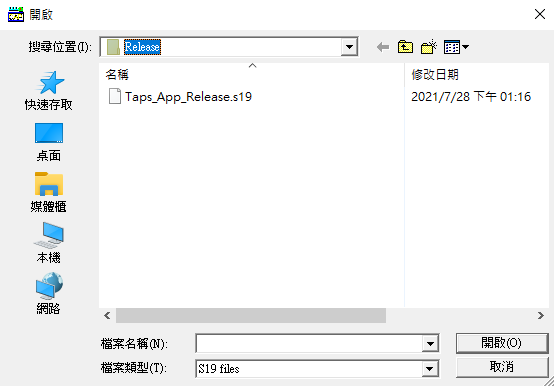 開啟
搜尋位置(I): Release
名稱 修改日期
Taps_App_Release.s19 2021/7/28 下午 01:16
快速存取
桌面
媒體櫃
本機
網路
檔案名稱(N): 開啟(O)
檔案類型(T): S19 files 取消